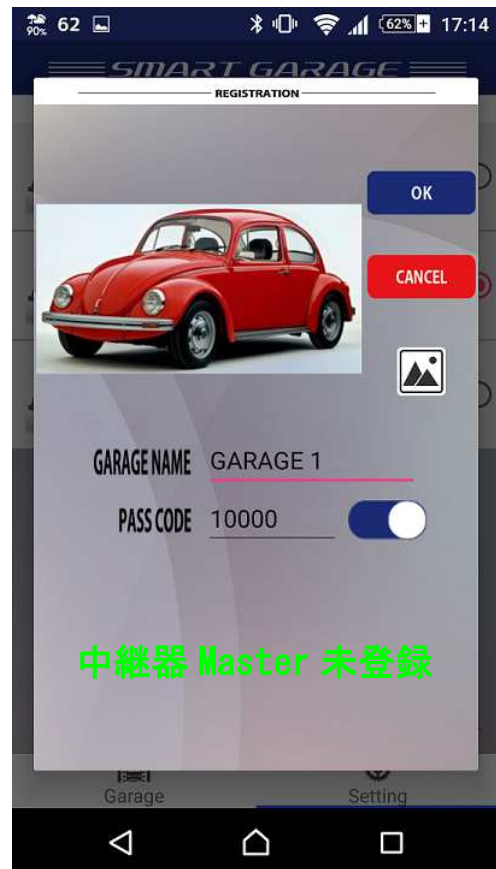 90% 62 62% 17:14
SMART GARAGE
REGISTRATION
OK
CANCEL
GARAGE NAME GARAGE 1
PASS CODE 10000
中継器 Master 未登録
Garage Setting